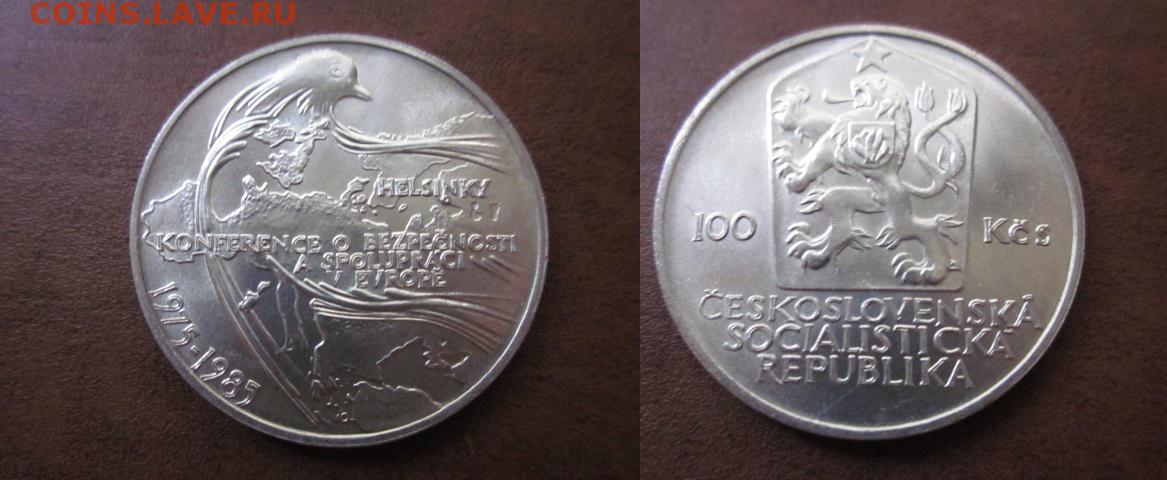 COINS.LAVE.RU
HELSINKY
KONFERENCE O BEZPEČNOSTI
A SPOLUPRÁCI
V EVROPĚ
1975-1985
100 Kčs
ČESKOSLOVENSKÁ
SOCIALISTICKÁ
REPUBLIKA